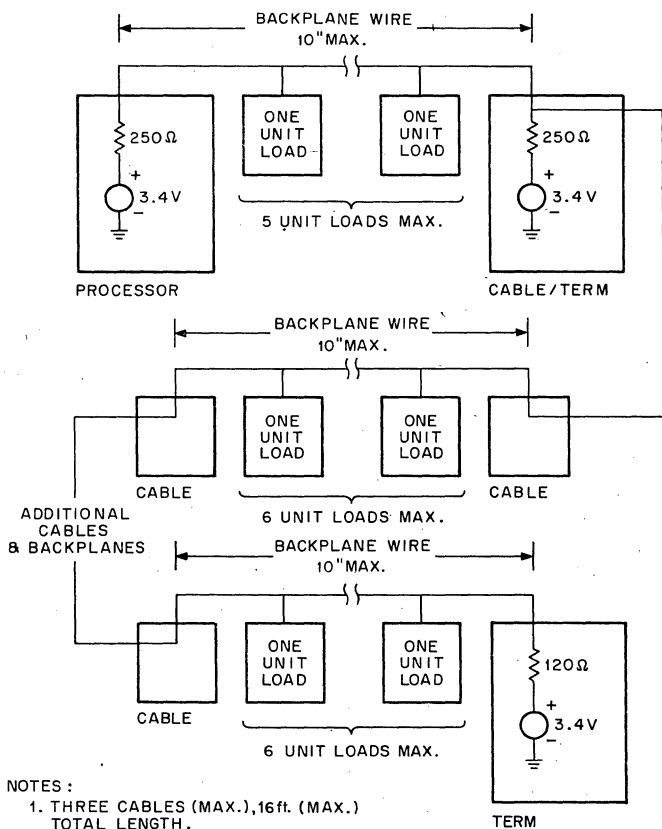 BACKPLANE WIRE
10" MAX.
250Ω
+
3.4V
-
ONE
UNIT
LOAD
ONE
UNIT
LOAD
250Ω
+
3.4V
-
5 UNIT LOADS MAX.
PROCESSOR
CABLE/TERM
BACKPLANE WIRE
10" MAX.
ONE
UNIT
LOAD
ONE
UNIT
LOAD
CABLE
CABLE
6 UNIT LOADS MAX.
ADDITIONAL
CABLES
& BACKPLANES
BACKPLANE WIRE
10" MAX.
ONE
UNIT
LOAD
ONE
UNIT
LOAD
120Ω
+
3.4V
-
CABLE
6 UNIT LOADS MAX.
TERM
NOTES:
1. THREE CABLES (MAX.), 16ft. (MAX.)
TOTAL LENGTH.